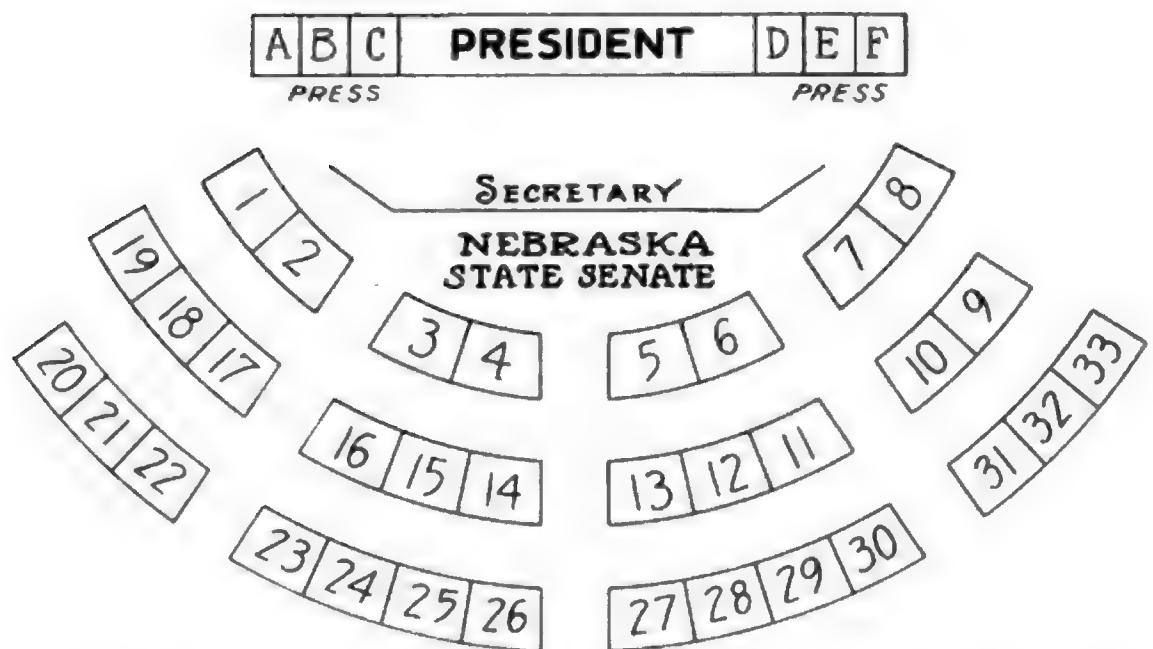 A B C PRESIDENT D E F
PRESS PRESS
SECRETARY
NEBRASKA
STATE SENATE
1 2 3 4 5 6 7 8
19 18 17 16 15 14 13 12 11 10 9
20 21 22 23 24 25 26 27 28 29 30 31 32 33